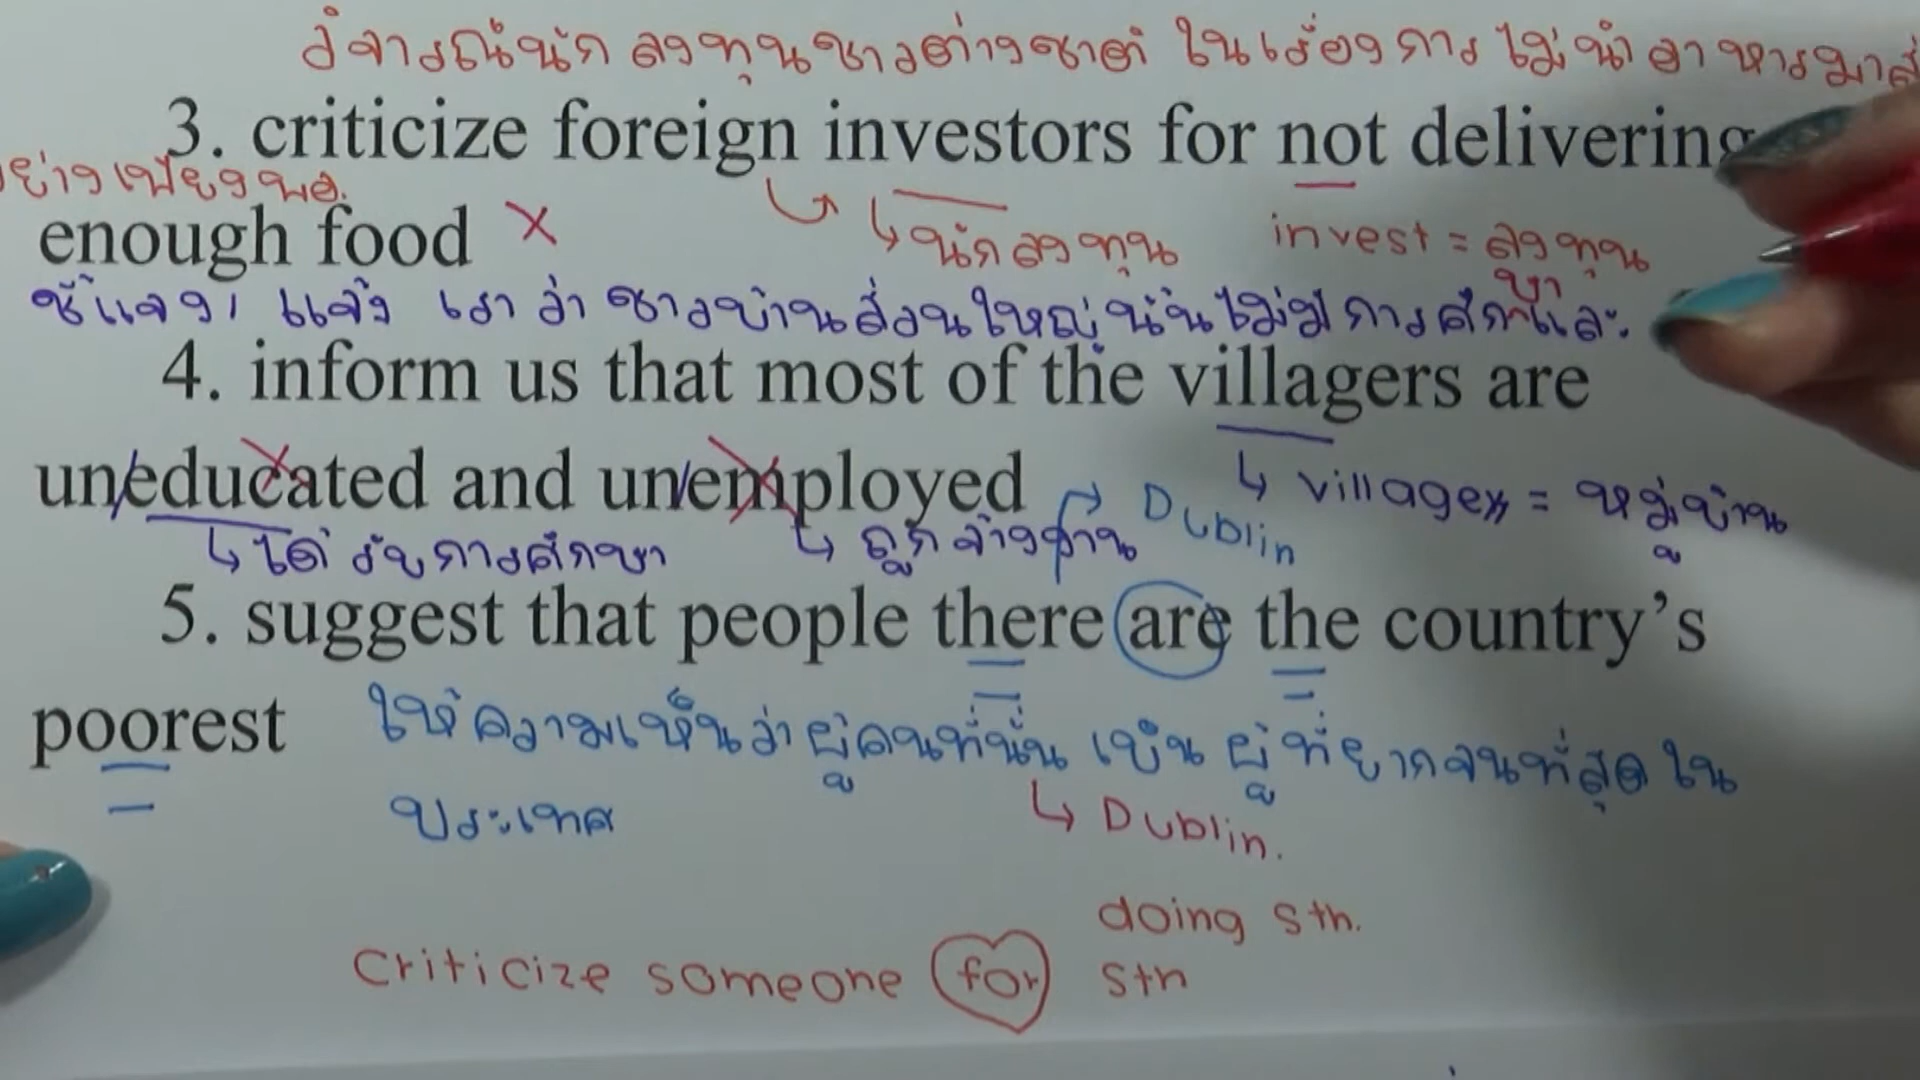 วิจารณ์นักลงทุนชาวต่างชาติ ในเรื่องการไม่นำอาหารมาส่
3. criticize foreign investors for not delivering
อย่างเพียงพอ.
enough food ×
↳ นักลงทุน invest = ลงทุน
ชี้แจง, แจ้ง เราว่า ชาวบ้านส่วนใหญ่นั้นไม่มีการศึกษาและ
4. inform us that most of the villagers are
uneducated and unemployed
↳ village = หมู่บ้าน
↳ ได้รับการศึกษา ↳ ถูกจ้างงาน Dublin
5. suggest that people there are the country's
poorest
ให้ความเห็นว่าผู้คนที่นั่น เป็น ผู้ที่ยากจนที่สุด ใน
ประเทศ ↳ Dublin.
doing sth.
criticize someone for sth